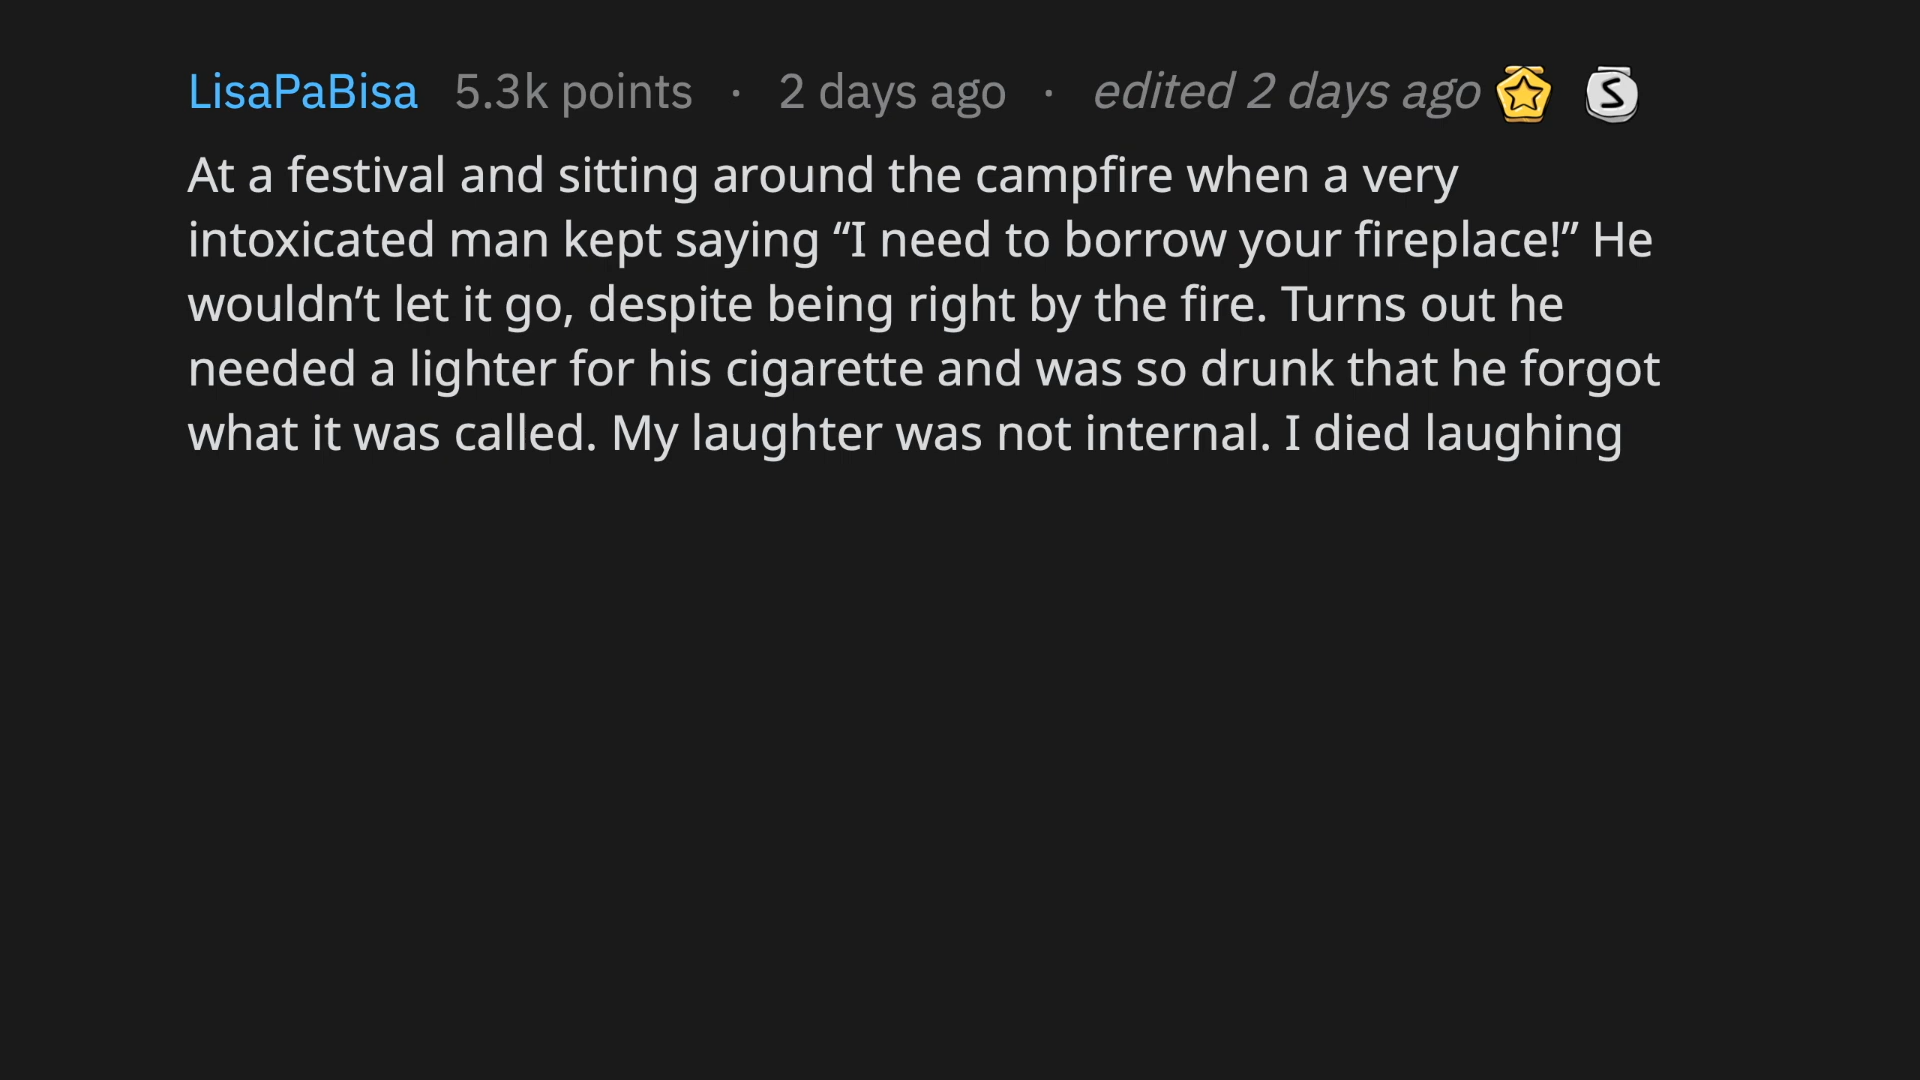 LisaPaBisa 5.3k points · 2 days ago · edited 2 days ago S
At a festival and sitting around the campfire when a very
intoxicated man kept saying “I need to borrow your fireplace!” He
wouldn’t let it go, despite being right by the fire. Turns out he
needed a lighter for his cigarette and was so drunk that he forgot
what it was called. My laughter was not internal. I died laughing